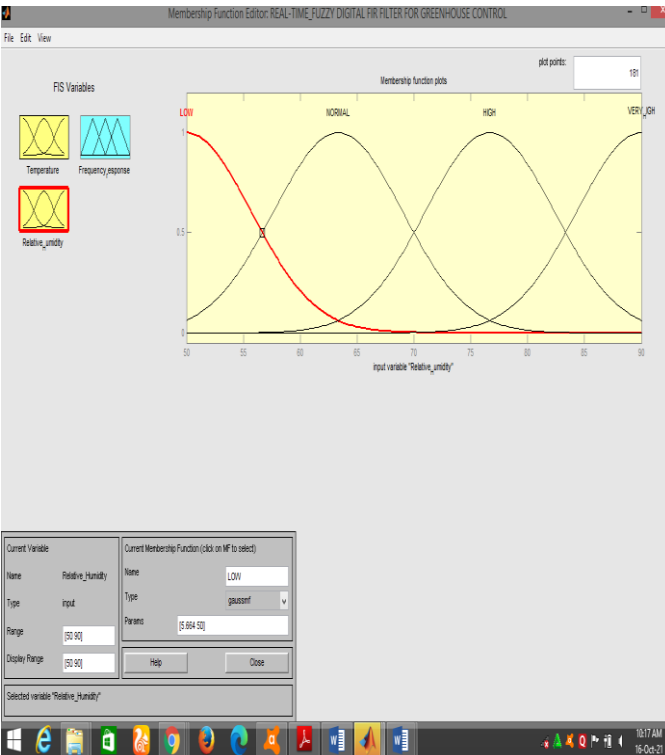 Membership Function Editor: REAL-TIME_FUZZY DIGITAL FIR FILTER FOR GREENHOUSE CONTROL
File Edit View
plot points:
181
FIS Variables
Membership function plots
LOW NORMAL HIGH VERY_IGH
1
0.5
0
50 55 60 65 70 75 80 85 90
input variable "Relative_umidity"
Temperature Frequency_esponse
Relative_umidity
Current Variable
Name Relative_Humidity
Type input
Range [50 90]
Display Range [50 90]
Current Membership Function (click on MF to select)
Name LOW
Type gaussmf
Params [5.664 50]
Help Close
Selected variable "Relative_Humidity"
10:17 AM
16-Oct-21